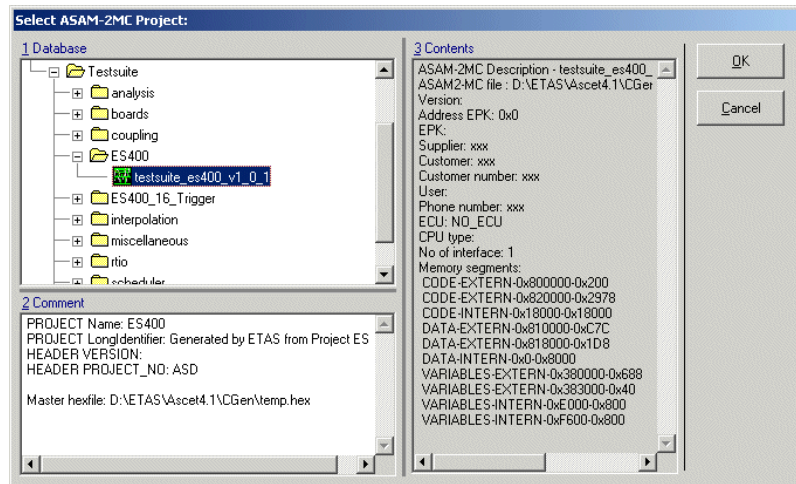 Select ASAM-2MC Project:
1 Database
Testsuite
analysis
boards
coupling
ES400
testsuite_es400_v1_0_1
ES400_16_Trigger
interpolation
miscellaneous
rtio
scheduler
2 Comment
PROJECT Name: ES400
PROJECT LongIdentifier: Generated by ETAS from Project ES
HEADER VERSION:
HEADER PROJECT_NO: ASD
Master hexfile: D:\ETAS\Ascet4.1\CGen\temp.hex
3 Contents
ASAM-2MC Description - testsuite_es400_
ASAM2-MC file : D:\ETAS\Ascet4.1\CGer
Version:
Address EPK: 0x0
EPK:
Supplier: xxx
Customer: xxx
Customer number: xxx
User:
Phone number: xxx
ECU: NO_ECU
CPU type:
No of interface: 1
Memory segments:
CODE-EXTERN-0x800000-0x200
CODE-EXTERN-0x820000-0x2978
CODE-INTERN-0x18000-0x18000
DATA-EXTERN-0x810000-0xC7C
DATA-EXTERN-0x818000-0x1D8
DATA-INTERN-0x0-0x8000
VARIABLES-EXTERN-0x380000-0x688
VARIABLES-EXTERN-0x383000-0x40
VARIABLES-INTERN-0xE000-0x800
VARIABLES-INTERN-0xF600-0x800
OK
Cancel